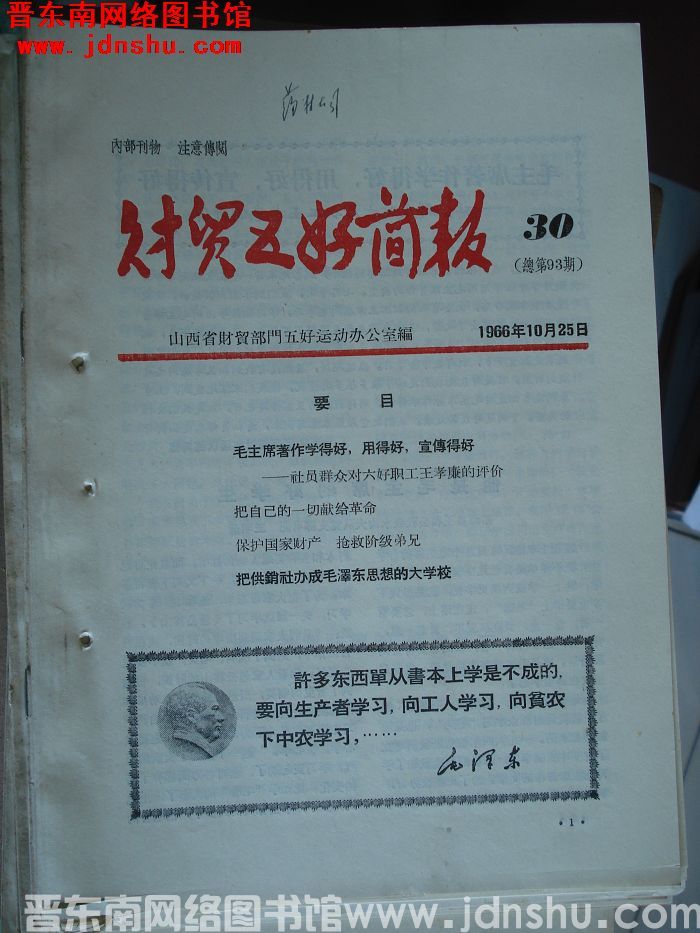 晋东南网络图书馆
www.jdnshu.com
內部刊物 注意傳閱
财贸五好简报
30
(總第93期)
山西省財貿部門五好运动办公室編
1966年10月25日
要 目
毛主席著作学得好，用得好，宣傳得好
——社员群众对六好职工王孝廉的评价
把自己的一切献给革命
保护国家财产 抢救阶级弟兄
把供銷社办成毛澤东思想的大学校
許多东西單从書本上学是不成的，
要向生产者学习，向工人学习，向貧农
下中农学习，……
毛泽东
·1·
晋东南网络图书馆www.jdnshu.com